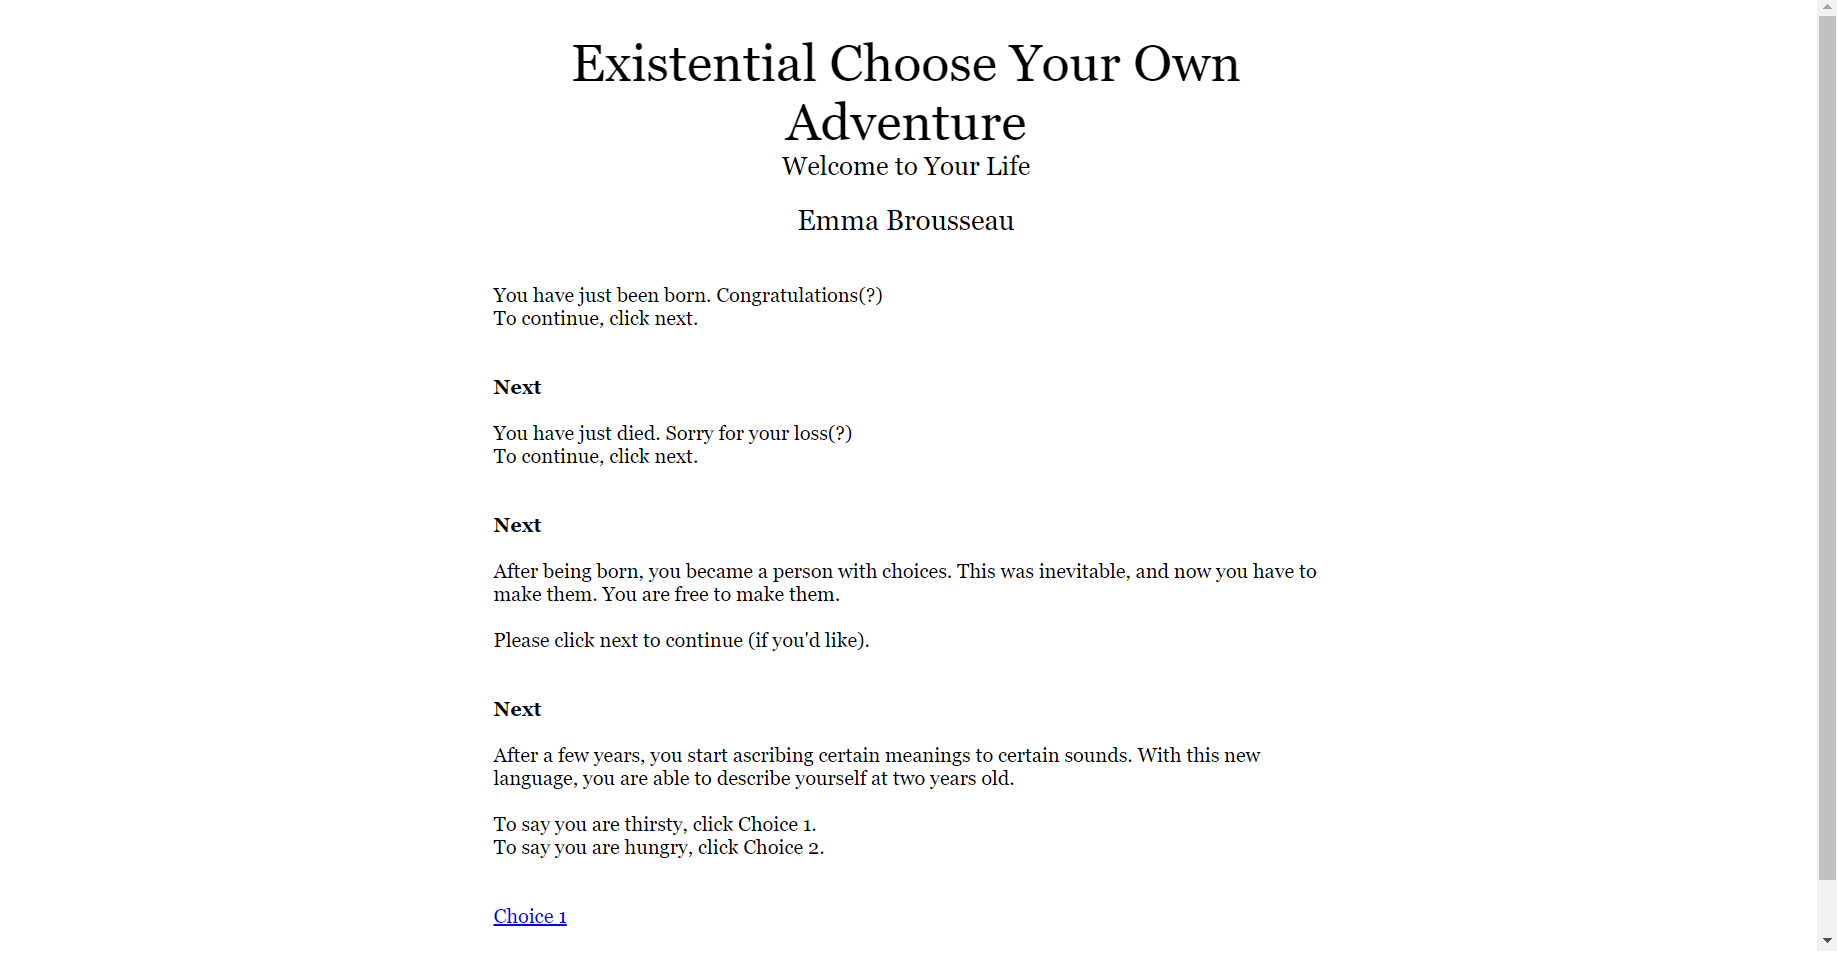 Existential Choose Your Own
Adventure
Welcome to Your Life
Emma Brousseau
You have just been born. Congratulations(?)
To continue, click next.
Next
You have just died. Sorry for your loss(?)
To continue, click next.
Next
After being born, you became a person with choices. This was inevitable, and now you have to
make them. You are free to make them.
Please click next to continue (if you'd like).
Next
After a few years, you start ascribing certain meanings to certain sounds. With this new
language, you are able to describe yourself at two years old.
To say you are thirsty, click Choice 1.
To say you are hungry, click Choice 2.
Choice 1